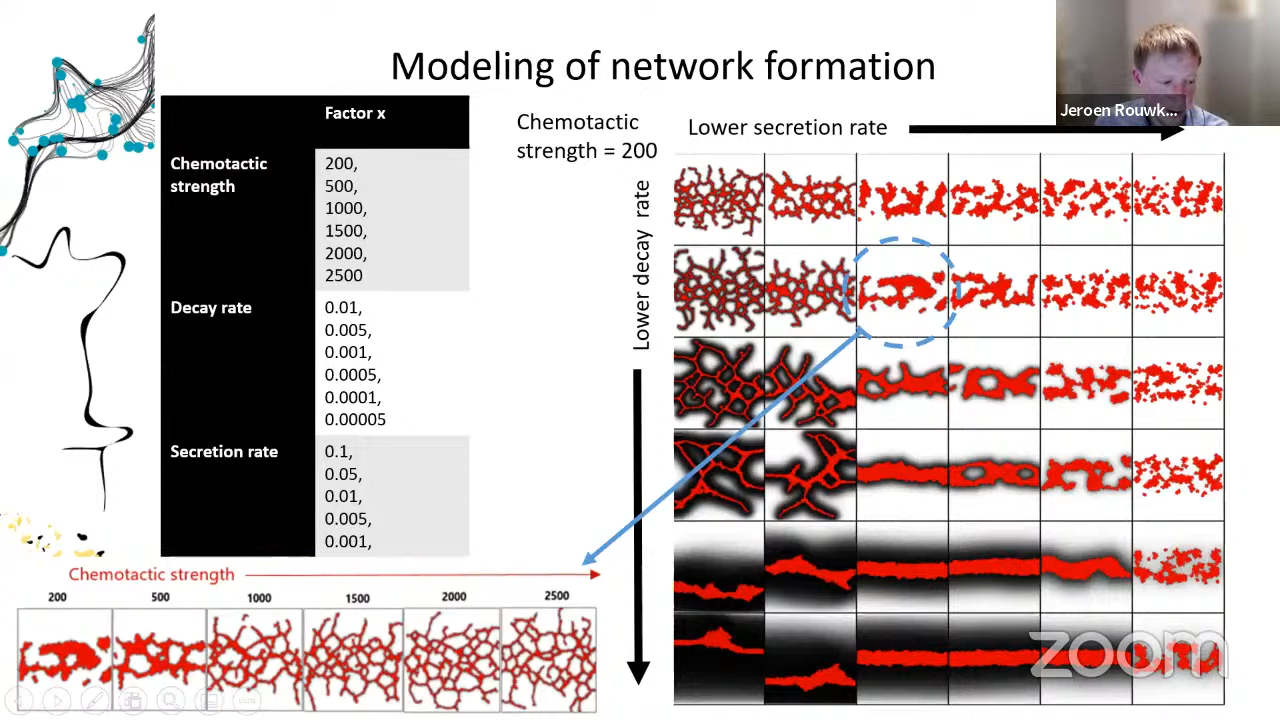 Modeling of network formation
Jeroen Rouwk...
Factor x
Chemotactic
strength
200,
500,
1000,
1500,
2000,
2500
Decay rate
0.01,
0.005,
0.001,
0.0005,
0.0001,
0.00005
Secretion rate
0.1,
0.05,
0.01,
0.005,
0.001,
Chemotactic
strength = 200
Lower secretion rate
Lower decay rate
Chemotactic strength
200 500 1000 1500 2000 2500
zoom